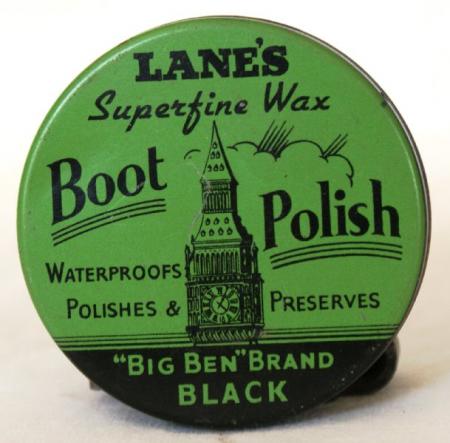 LANE'S
Superfine Wax
Boot
Polish
WATERPROOFS
POLISHES & PRESERVES
"BIG BEN" BRAND
BLACK